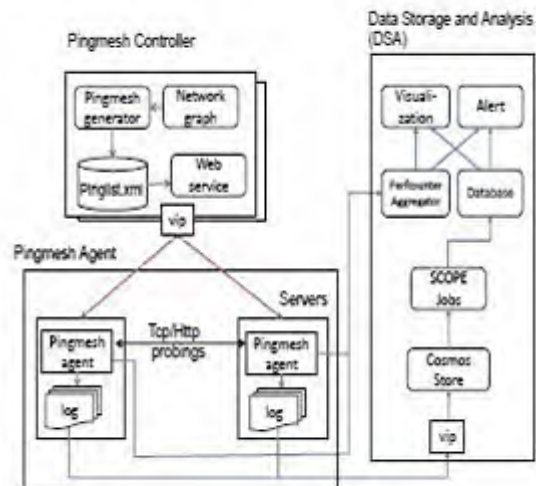 Pingmesh Controller
Pingmesh
generator
Network
graph
Pinglist.xml
Web
service
vip
Pingmesh Agent
Servers
Pingmesh
agent
log
Tcp/Http
probings
Pingmesh
agent
log
Data Storage and Analysis
(DSA)
Visuali-
zation
Alert
Perfcounter
Aggregator
Database
SCOPE
Jobs
Cosmos
Store
vip